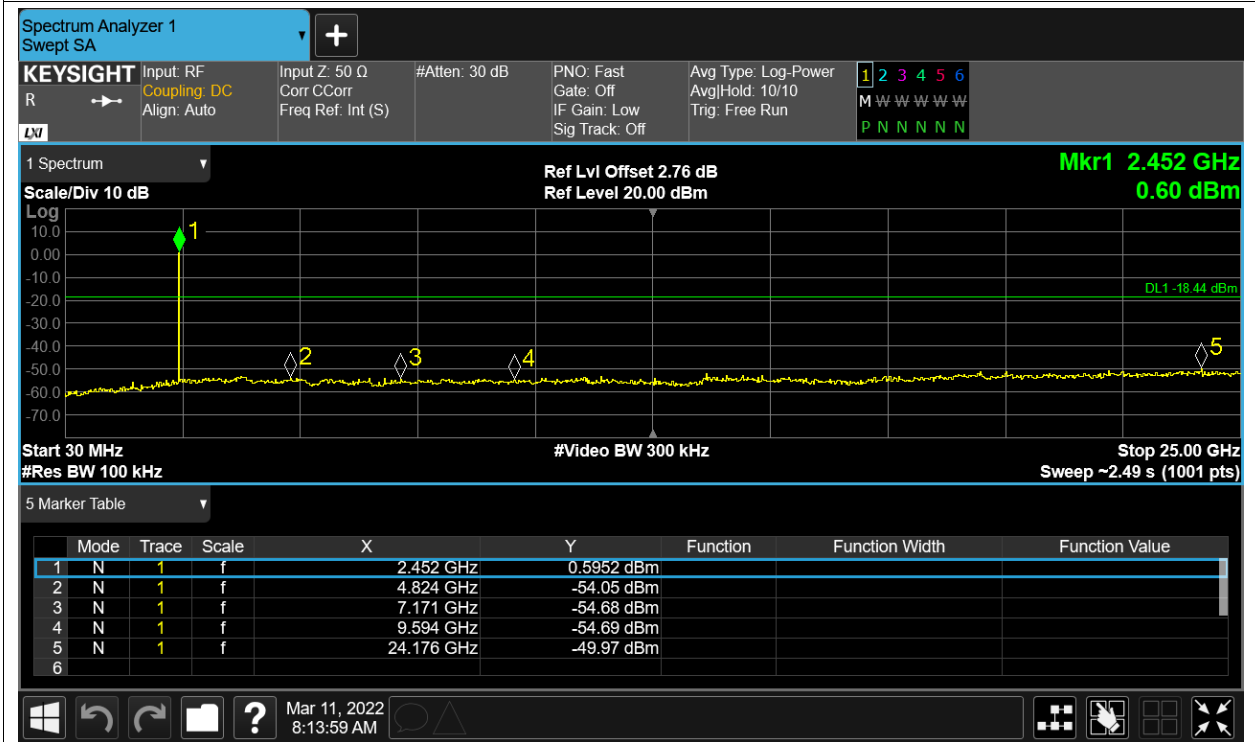 Spectrum Analyzer 1
Swept SA
KEYSIGHT Input: RF Input Z: 50 Ω #Atten: 30 dB PNO: Fast Avg Type: Log-Power 1 2 3 4 5 6
R Coupling: DC Corr CCorr Gate: Off Avg|Hold: 10/10 M W W W W W
Align: Auto Freq Ref: Int (S) IF Gain: Low Trig: Free Run
LXI Sig Track: Off P N N N N N
1 Spectrum Ref Lvl Offset 2.76 dB Mkr1 2.452 GHz
Scale/Div 10 dB Ref Level 20.00 dBm 0.60 dBm
Log
10.0 1
0.00
-10.0
DL1 -18.44 dBm
-20.0
-30.0
-40.0
2 3 4 5
-50.0
-60.0
-70.0
Start 30 MHz #Video BW 300 kHz Stop 25.00 GHz
#Res BW 100 kHz Sweep ~2.49 s (1001 pts)
5 Marker Table
Mode Trace Scale X Y Function Function Width Function Value
1 N 1 f 2.452 GHz 0.5952 dBm
2 N 1 f 4.824 GHz -54.05 dBm
3 N 1 f 7.171 GHz -54.68 dBm
4 N 1 f 9.594 GHz -54.69 dBm
5 N 1 f 24.176 GHz -49.97 dBm
6
? Mar 11, 2022
8:13:59 AM